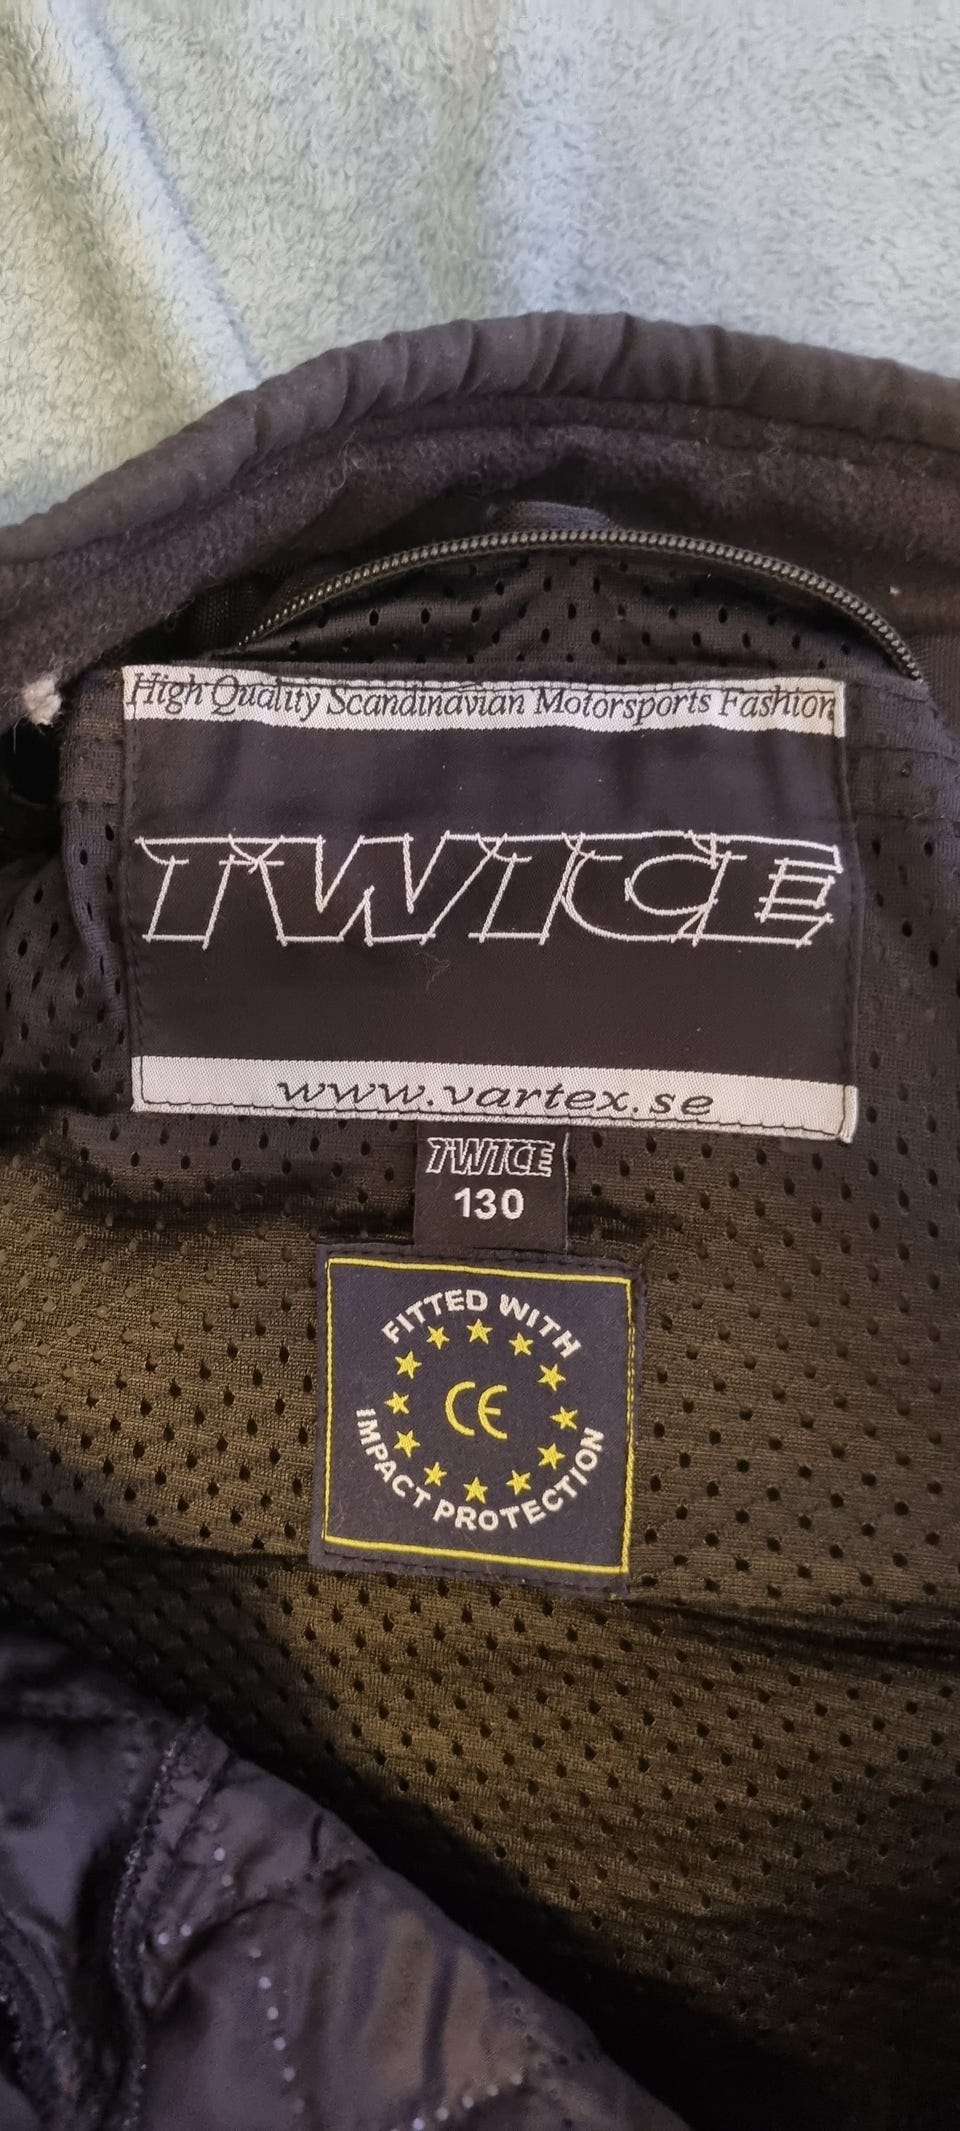 High Quality Scandinavian Motorsports Fashion
TWICE
www.vartex.se
TWICE
130
FITTED WITH
CE
IMPACT PROTECTION